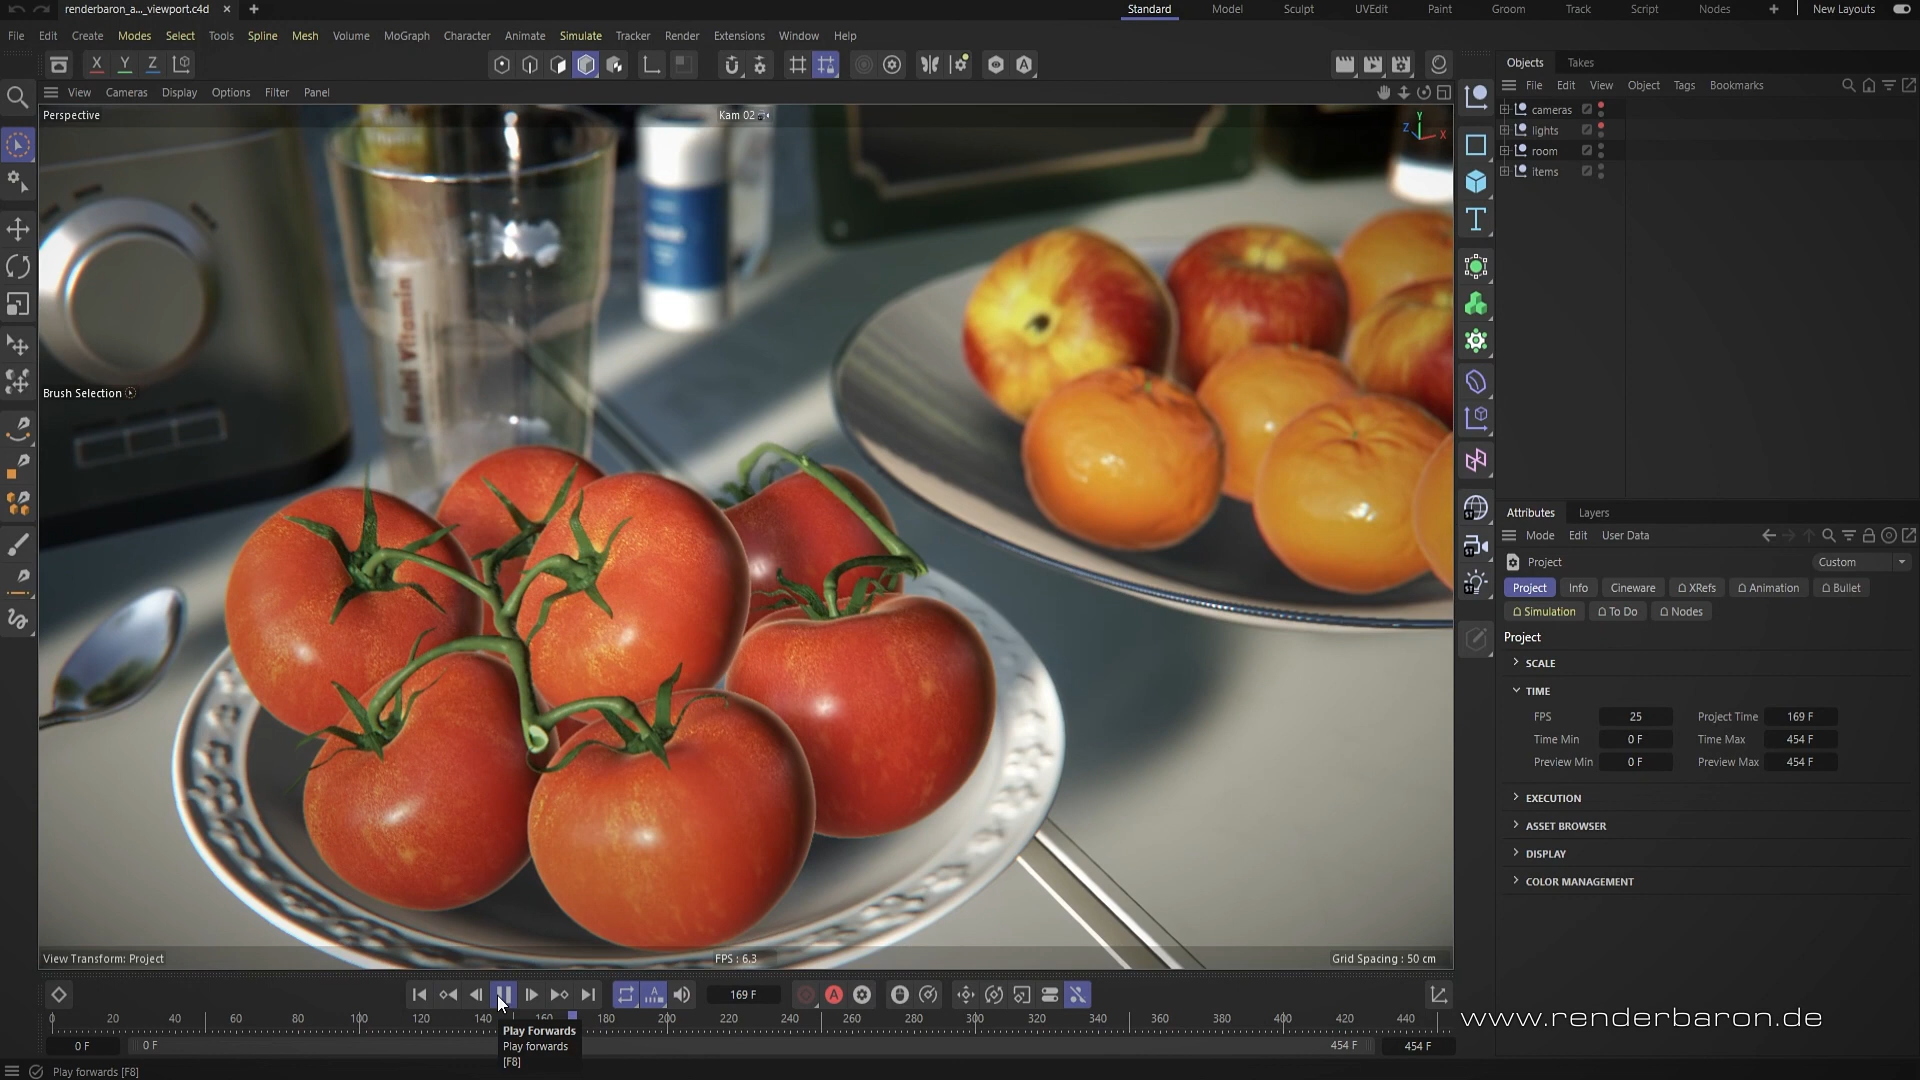 renderbaron_a..._viewport.c4d × +
Standard Model Sculpt UVEdit Paint Groom Track Script Nodes + New Layouts
File Edit Create Modes Select Tools Spline Mesh Volume MoGraph Character Animate Simulate Tracker Render Extensions Window Help
X Y Z
Objects Takes
View Cameras Display Options Filter Panel
File Edit View Object Tags Bookmarks
Perspective
Kam 02
Y
Z X
cameras
lights
room
items
Multi Vitamin
Brush Selection
Attributes Layers
Mode Edit User Data
Project Custom
Project Info Cineware XRefs Animation Bullet
Simulation To Do Nodes
Project
SCALE
TIME
FPS 25 Project Time 169 F
Time Min 0 F Time Max 454 F
Preview Min 0 F Preview Max 454 F
EXECUTION
ASSET BROWSER
DISPLAY
COLOR MANAGEMENT
View Transform: Project
FPS : 6.3
Grid Spacing : 50 cm
169 F
0 20 40 60 80 100 120 140 160 180 200 220 240 260 280 300 320 340 360 380 400 420 440
www.renderbaron.de
Play Forwards
Play forwards
[F8]
0 F 0 F 454 F 454 F
Play forwards [F8]